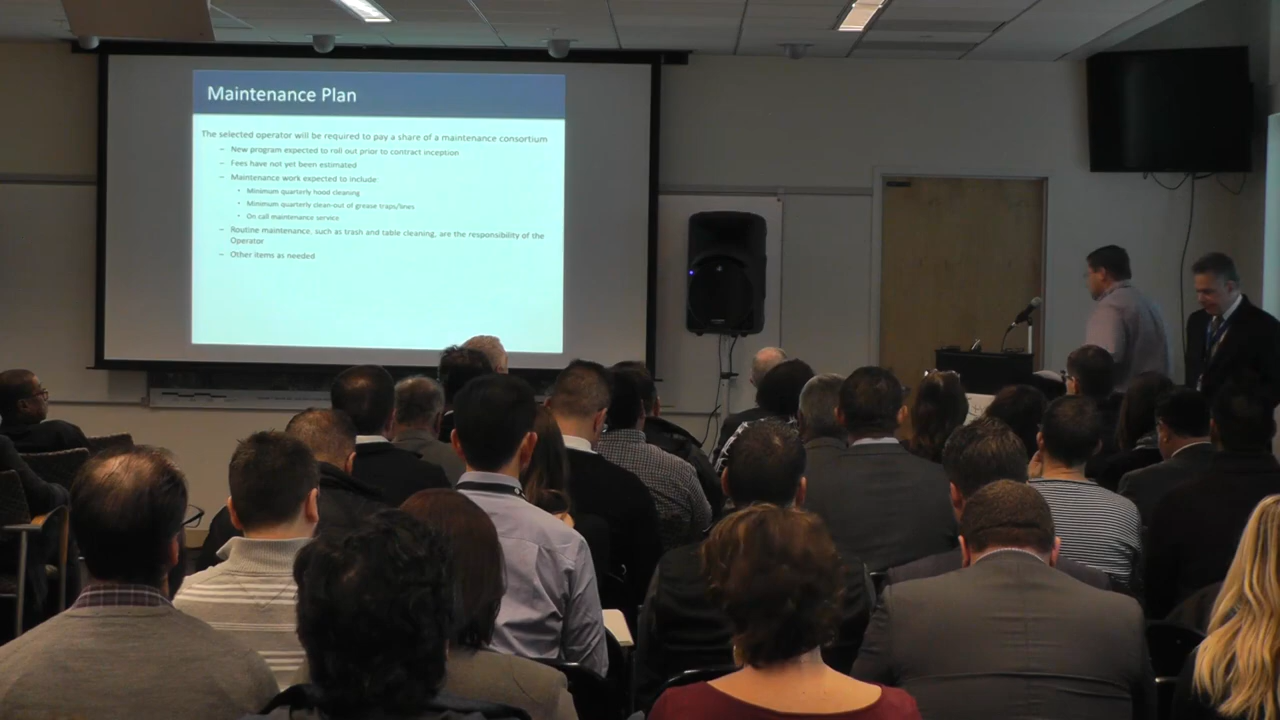 Maintenance Plan
The selected operator will be required to pay a share of a maintenance consortium
– New program expected to roll out prior to contract inception
– Fees have not yet been estimated
– Maintenance work expected to include
• Minimum quarterly hood cleaning
• Minimum quarterly clean-out of grease traps/lines
• On call maintenance service
– Routine maintenance, such as trash and table cleaning, are the responsibility of the
Operator
– Other items as needed